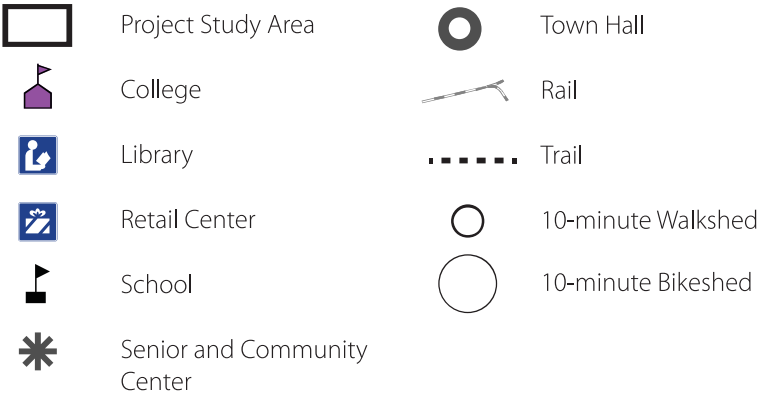 Project Study Area
College
Library
Retail Center
School
Senior and Community
Center
Town Hall
Rail
Trail
10-minute Walkshed
10-minute Bikeshed